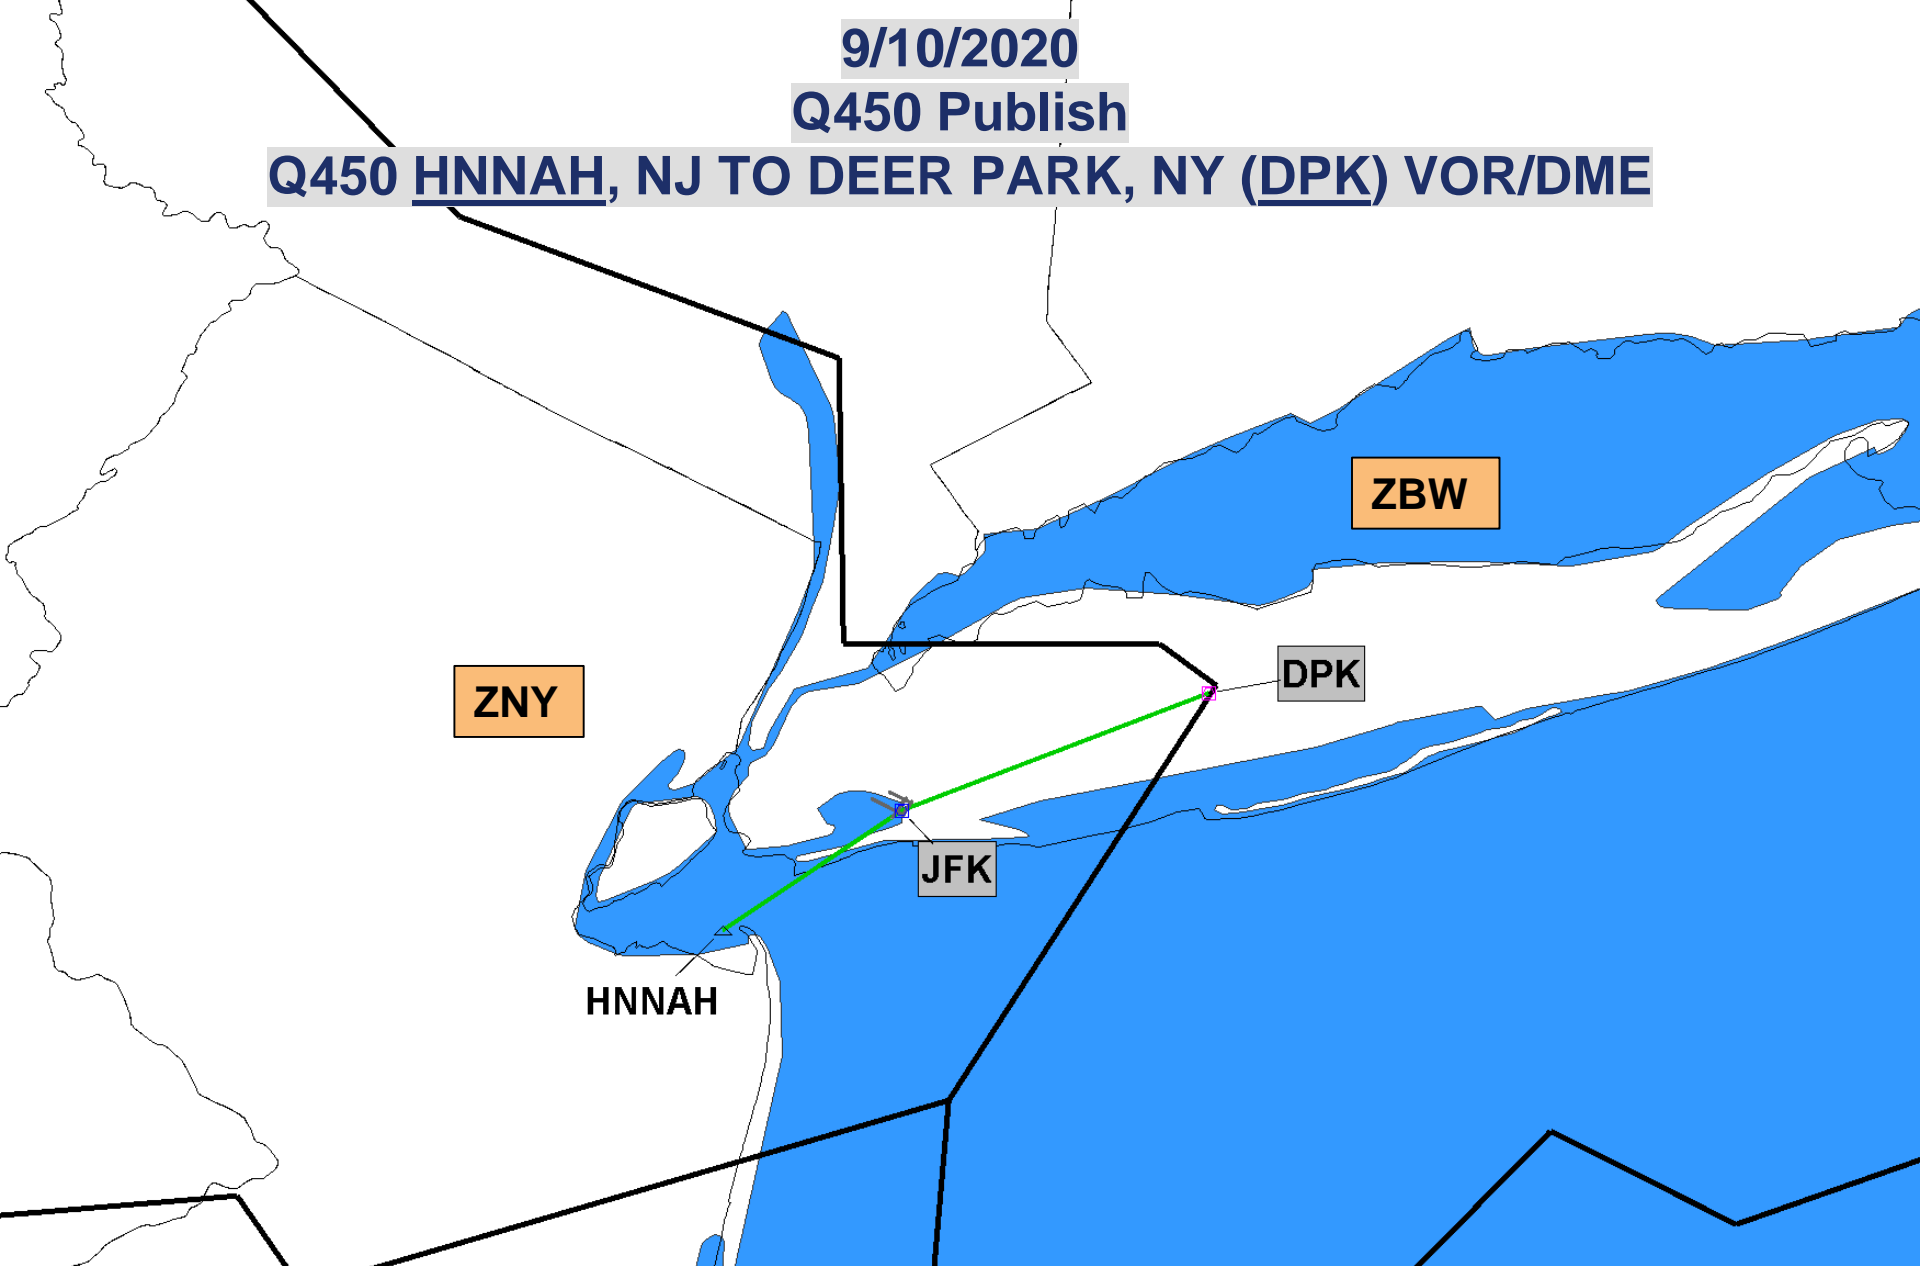 9/10/2020
Q450 Publish
Q450 HNNAH, NJ TO DEER PARK, NY (DPK) VOR/DME
ZBW
DPK
ZNY
JFK
HNNAH